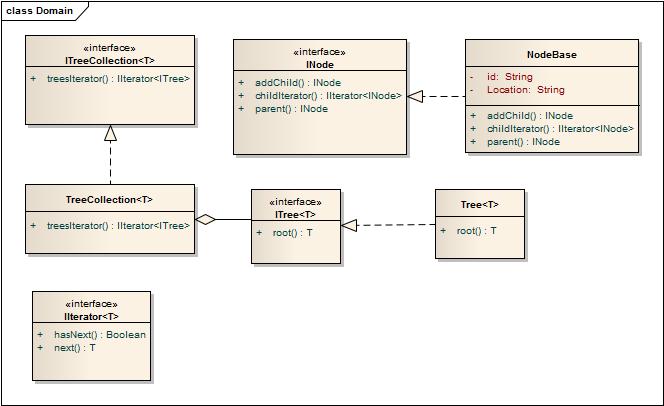 class Domain
«interface»
ITreeCollection<T>
+ treesIterator() : IIterator<ITree>
«interface»
INode
+ addChild() : INode
+ childIterator() : IIterator<INode>
+ parent() : INode
NodeBase
- id: String
- Location: String
+ addChild() : INode
+ childIterator() : IIterator<INode>
+ parent() : INode
TreeCollection<T>
+ treesIterator() : IIterator<ITree>
«interface»
ITree<T>
+ root() : T
Tree<T>
+ root() : T
«interface»
IIterator<T>
+ hasNext() : Boolean
+ next() : T